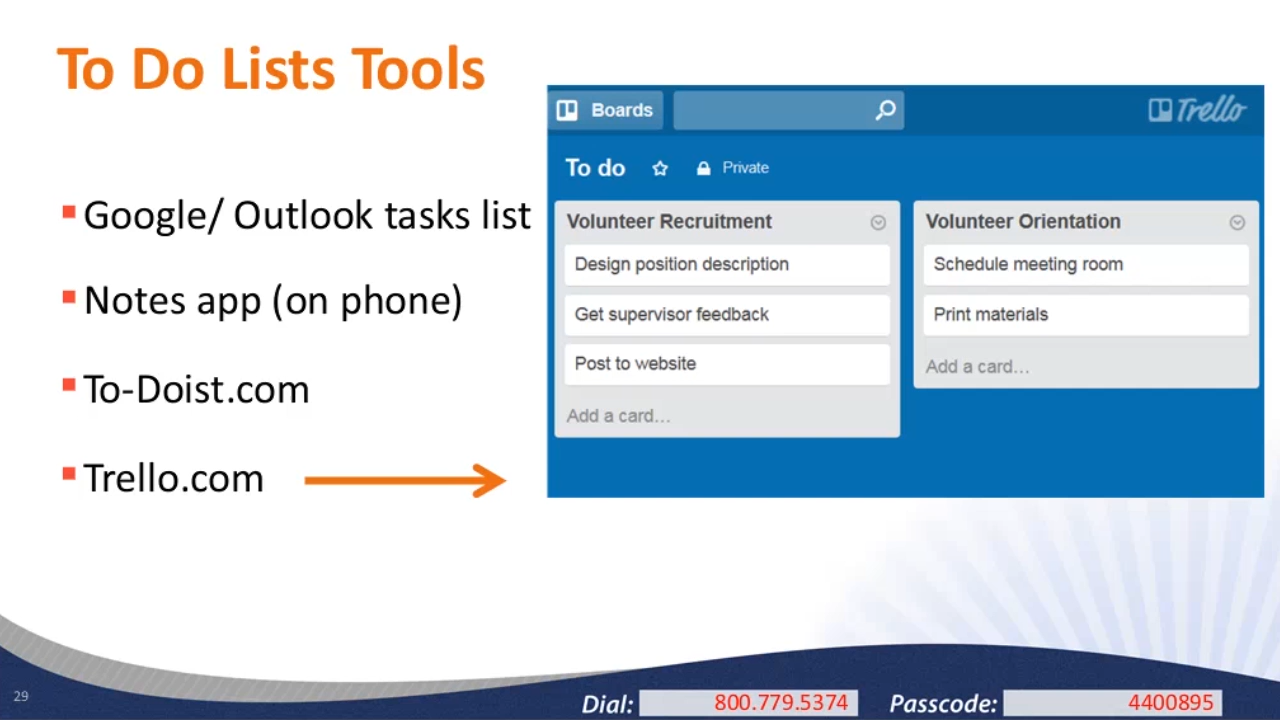 To Do Lists Tools
Google/ Outlook tasks list
Notes app (on phone)
To-Doist.com
Trello.com
Boards
Trello
To do
Private
Volunteer Recruitment
Design position description
Get supervisor feedback
Post to website
Add a card...
Volunteer Orientation
Schedule meeting room
Print materials
Add a card...
29
Dial: 800.779.5374 Passcode: 4400895